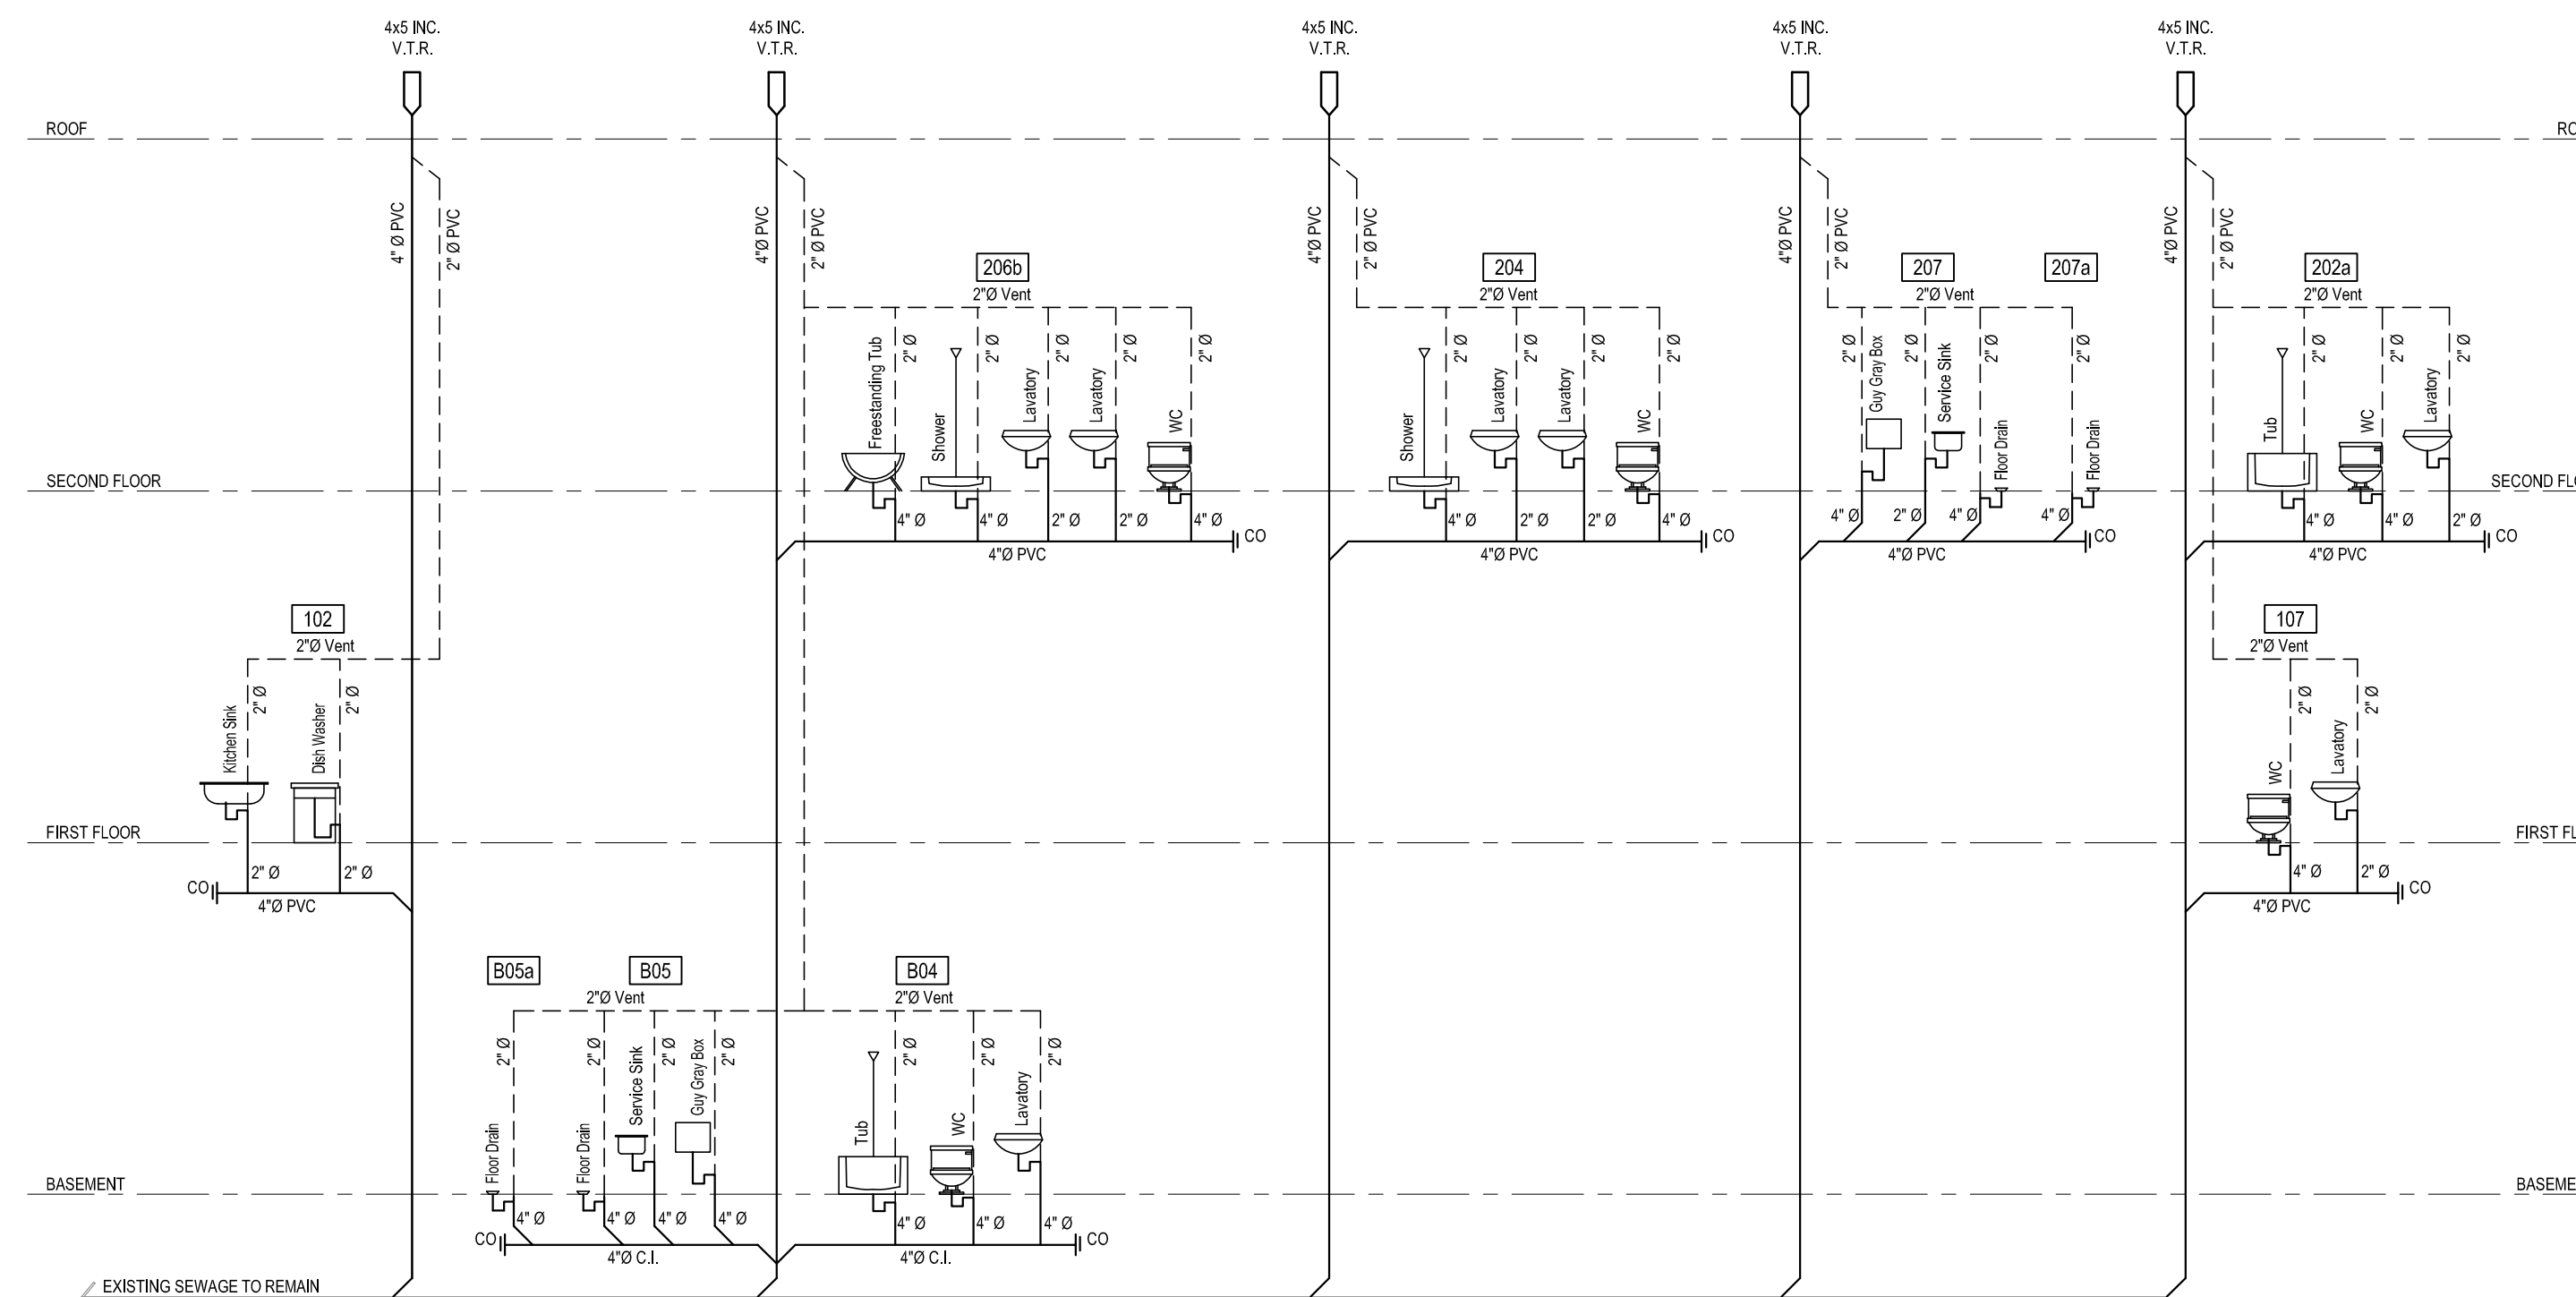 4x5 INC.
V.T.R.
4x5 INC.
V.T.R.
4x5 INC.
V.T.R.
4x5 INC.
V.T.R.
4x5 INC.
V.T.R.
ROOF
RO
4" Ø PVC
2" Ø PVC
4"Ø PVC
2" Ø PVC
4"Ø PVC
2" Ø PVC
4"Ø PVC
2" Ø PVC
4"Ø PVC
2" Ø PVC
206b
2"Ø Vent
204
2"Ø Vent
207
2"Ø Vent
207a
202a
2"Ø Vent
Freestanding Tub
2" Ø
Shower
2" Ø
Lavatory
2" Ø
Lavatory
2" Ø
WC
2" Ø
Shower
2" Ø
Lavatory
2" Ø
Lavatory
2" Ø
WC
2" Ø
2" Ø
Guy Gray Box
2" Ø
Service Sink
2" Ø
Floor Drain
2" Ø
Floor Drain
Tub
2" Ø
WC
2" Ø
Lavatory
2" Ø
SECOND FLOOR
SECOND FLO
4" Ø
4" Ø
2" Ø
2" Ø
4" Ø
CO
4"Ø PVC
4" Ø
2" Ø
2" Ø
4" Ø
CO
4"Ø PVC
4" Ø
2" Ø
4" Ø
4" Ø
CO
4"Ø PVC
4" Ø
4" Ø
2" Ø
CO
4"Ø PVC
102
2"Ø Vent
107
2"Ø Vent
Kitchen Sink
2" Ø
Dish Washer
2" Ø
WC
2" Ø
Lavatory
2" Ø
FIRST FLOOR
FIRST FL
2" Ø
2" Ø
CO
4"Ø PVC
4" Ø
2" Ø
CO
4"Ø PVC
B05a
B05
2"Ø Vent
B04
2"Ø Vent
Floor Drain
2" Ø
Floor Drain
2" Ø
Service Sink
2" Ø
Guy Gray Box
2" Ø
Tub
2" Ø
WC
2" Ø
Lavatory
2" Ø
BASEMENT
BASEME
4" Ø
4" Ø
4" Ø
4" Ø
CO
4"Ø C.I.
4" Ø
4" Ø
4" Ø
CO
4"Ø C.I.
EXISTING SEWAGE TO REMAIN